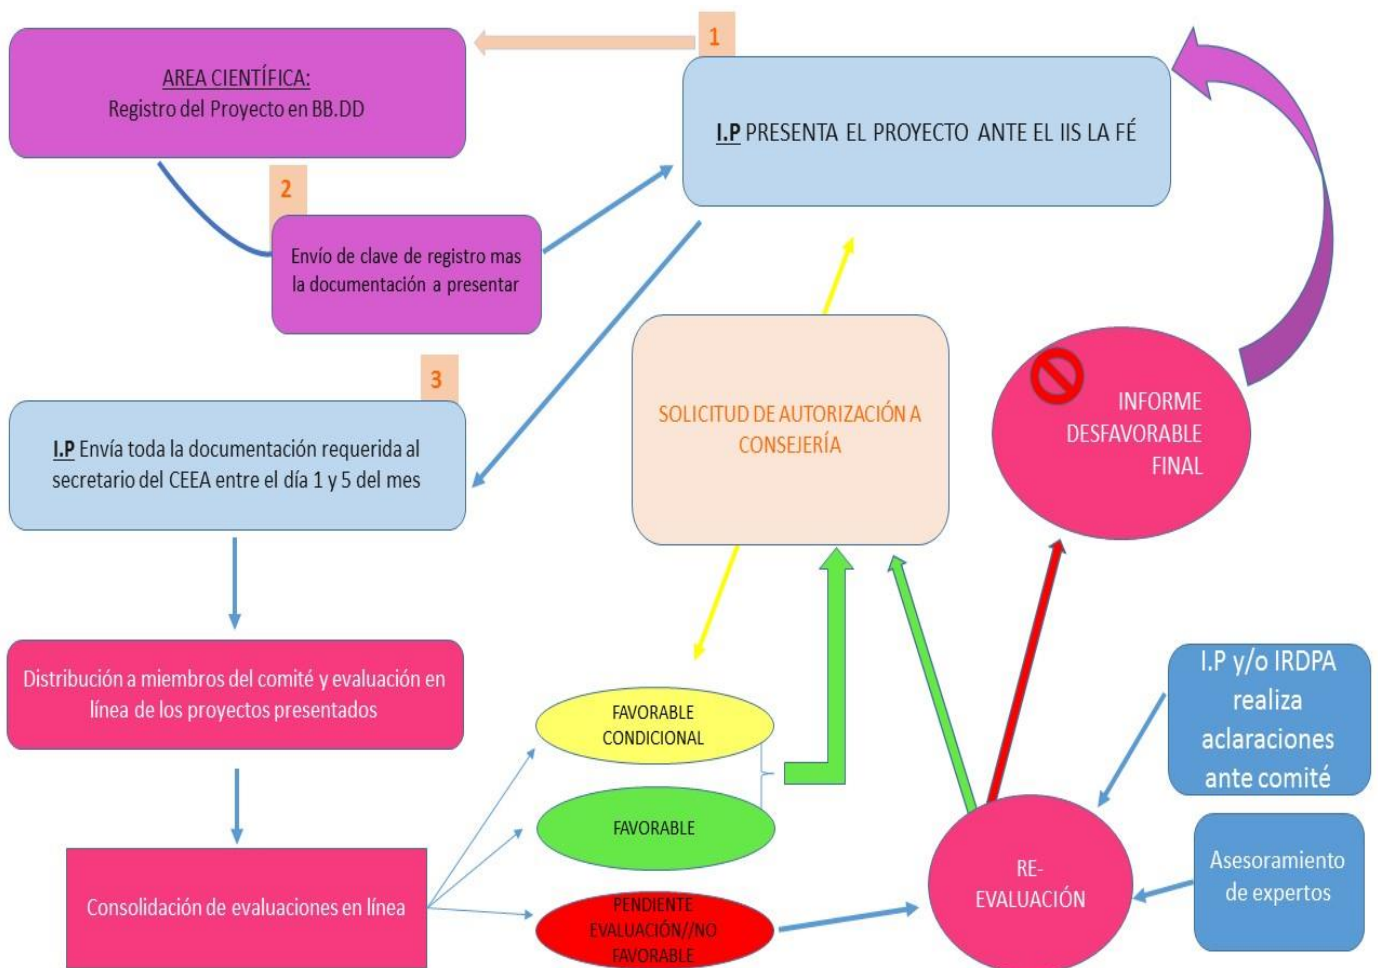 1
AREA CIENTÍFICA:
Registro del Proyecto en BB.DD
I.P PRESENTA EL PROYECTO ANTE EL IIS LA FÉ
2
Envío de clave de registro mas
la documentación a presentar
3
I.P Envía toda la documentación requerida al
secretario del CEEA entre el día 1 y 5 del mes
SOLICITUD DE AUTORIZACIÓN A
CONSEJERÍA
INFORME
DESFAVORABLE
FINAL
Distribución a miembros del comité y evaluación en
línea de los proyectos presentados
FAVORABLE
CONDICIONAL
I.P y/o IRDPA
realiza
aclaraciones
ante comité
FAVORABLE
Consolidación de evaluaciones en línea
PENDIENTE
EVALUACIÓN//NO
FAVORABLE
RE-
EVALUACIÓN
Asesoramiento
de expertos